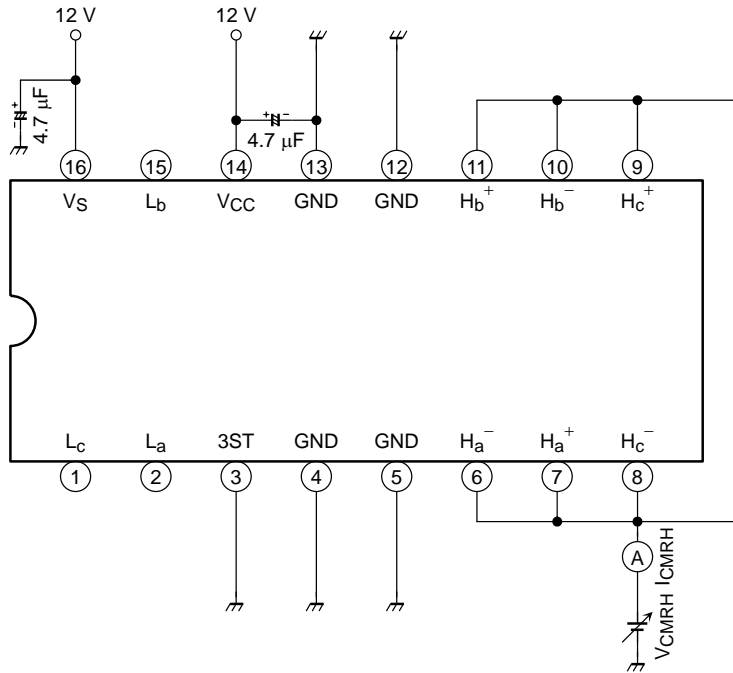 12 V
12 V
4.7 μF
4.7 μF
16
15
14
13
12
11
10
9
VS
Lb
VCC
GND
GND
Hb+
Hb−
Hc+
Lc
La
3ST
GND
GND
Ha−
Ha+
Hc−
1
2
3
4
5
6
7
8
A
VCMRH ICMRH